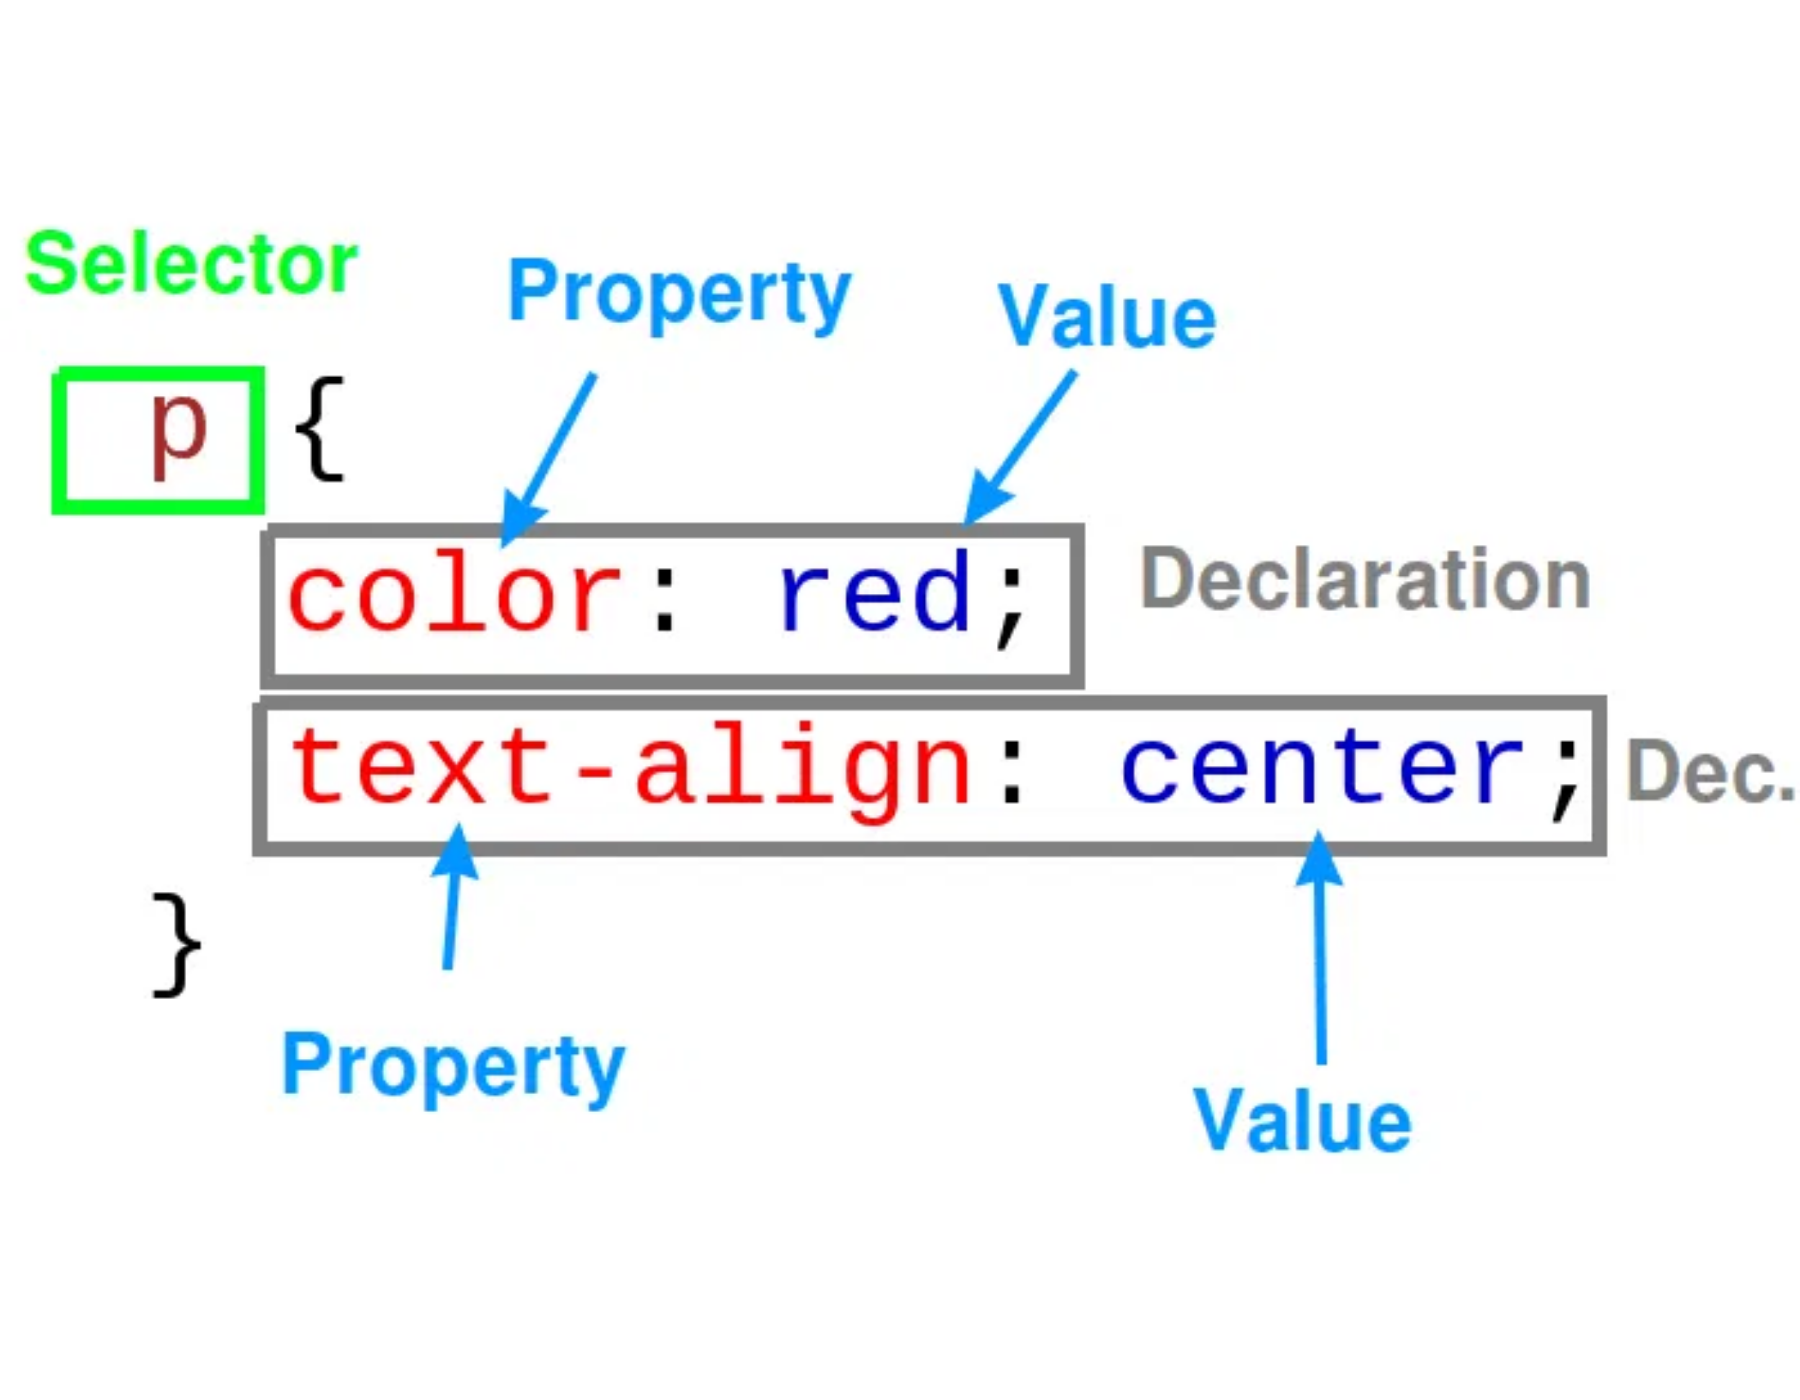 Selector
Property
Value
p {
color: red;
Declaration
text-align: center;
Dec.
}
Property
Value